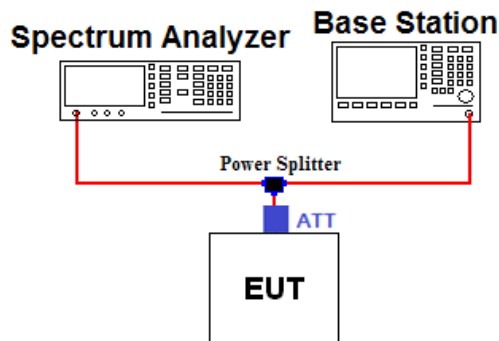 Spectrum Analyzer
Base Station
Power Splitter
ATT
EUT